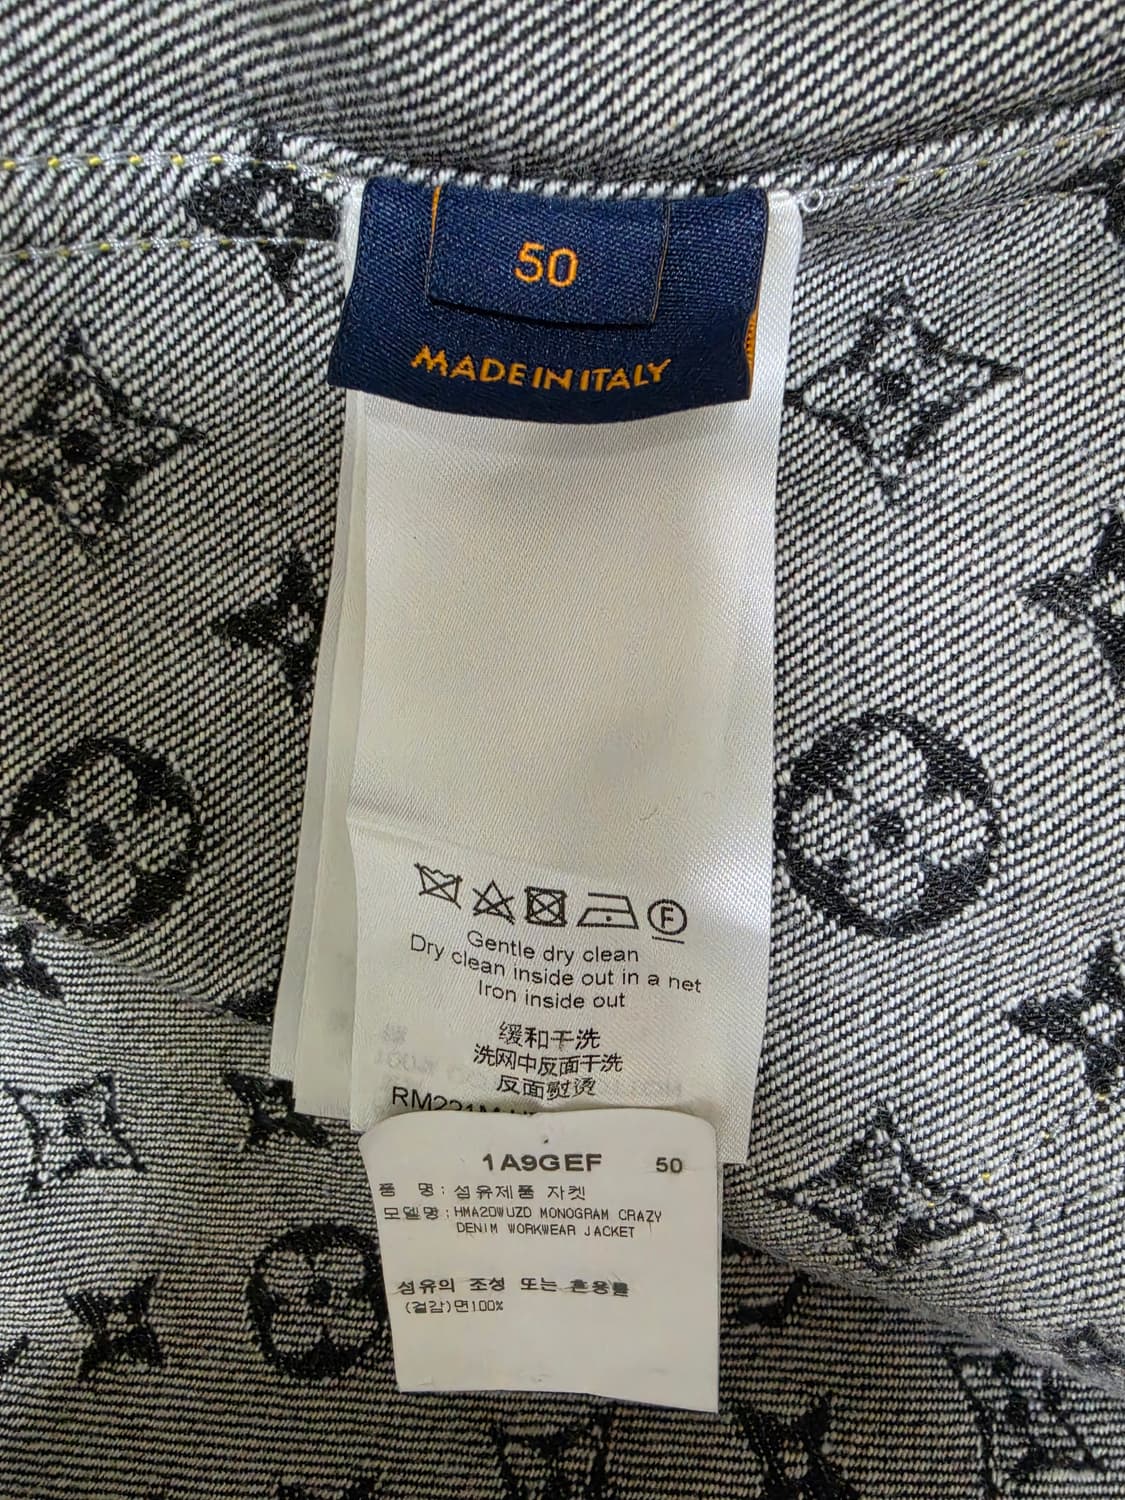 50
MADE IN ITALY
F
Gentle dry clean
Dry clean inside out in a net
Iron inside out
缓和干洗
洗网中反面干洗
反面熨烫
1A9GEF 50
품 명 : 섬유제품 자켓
모델명 : HMA20WUZD MONOGRAM CRAZY
DENIM WORKWEAR JACKET
섬유의 조성 또는 혼용률
(겉감)면100%